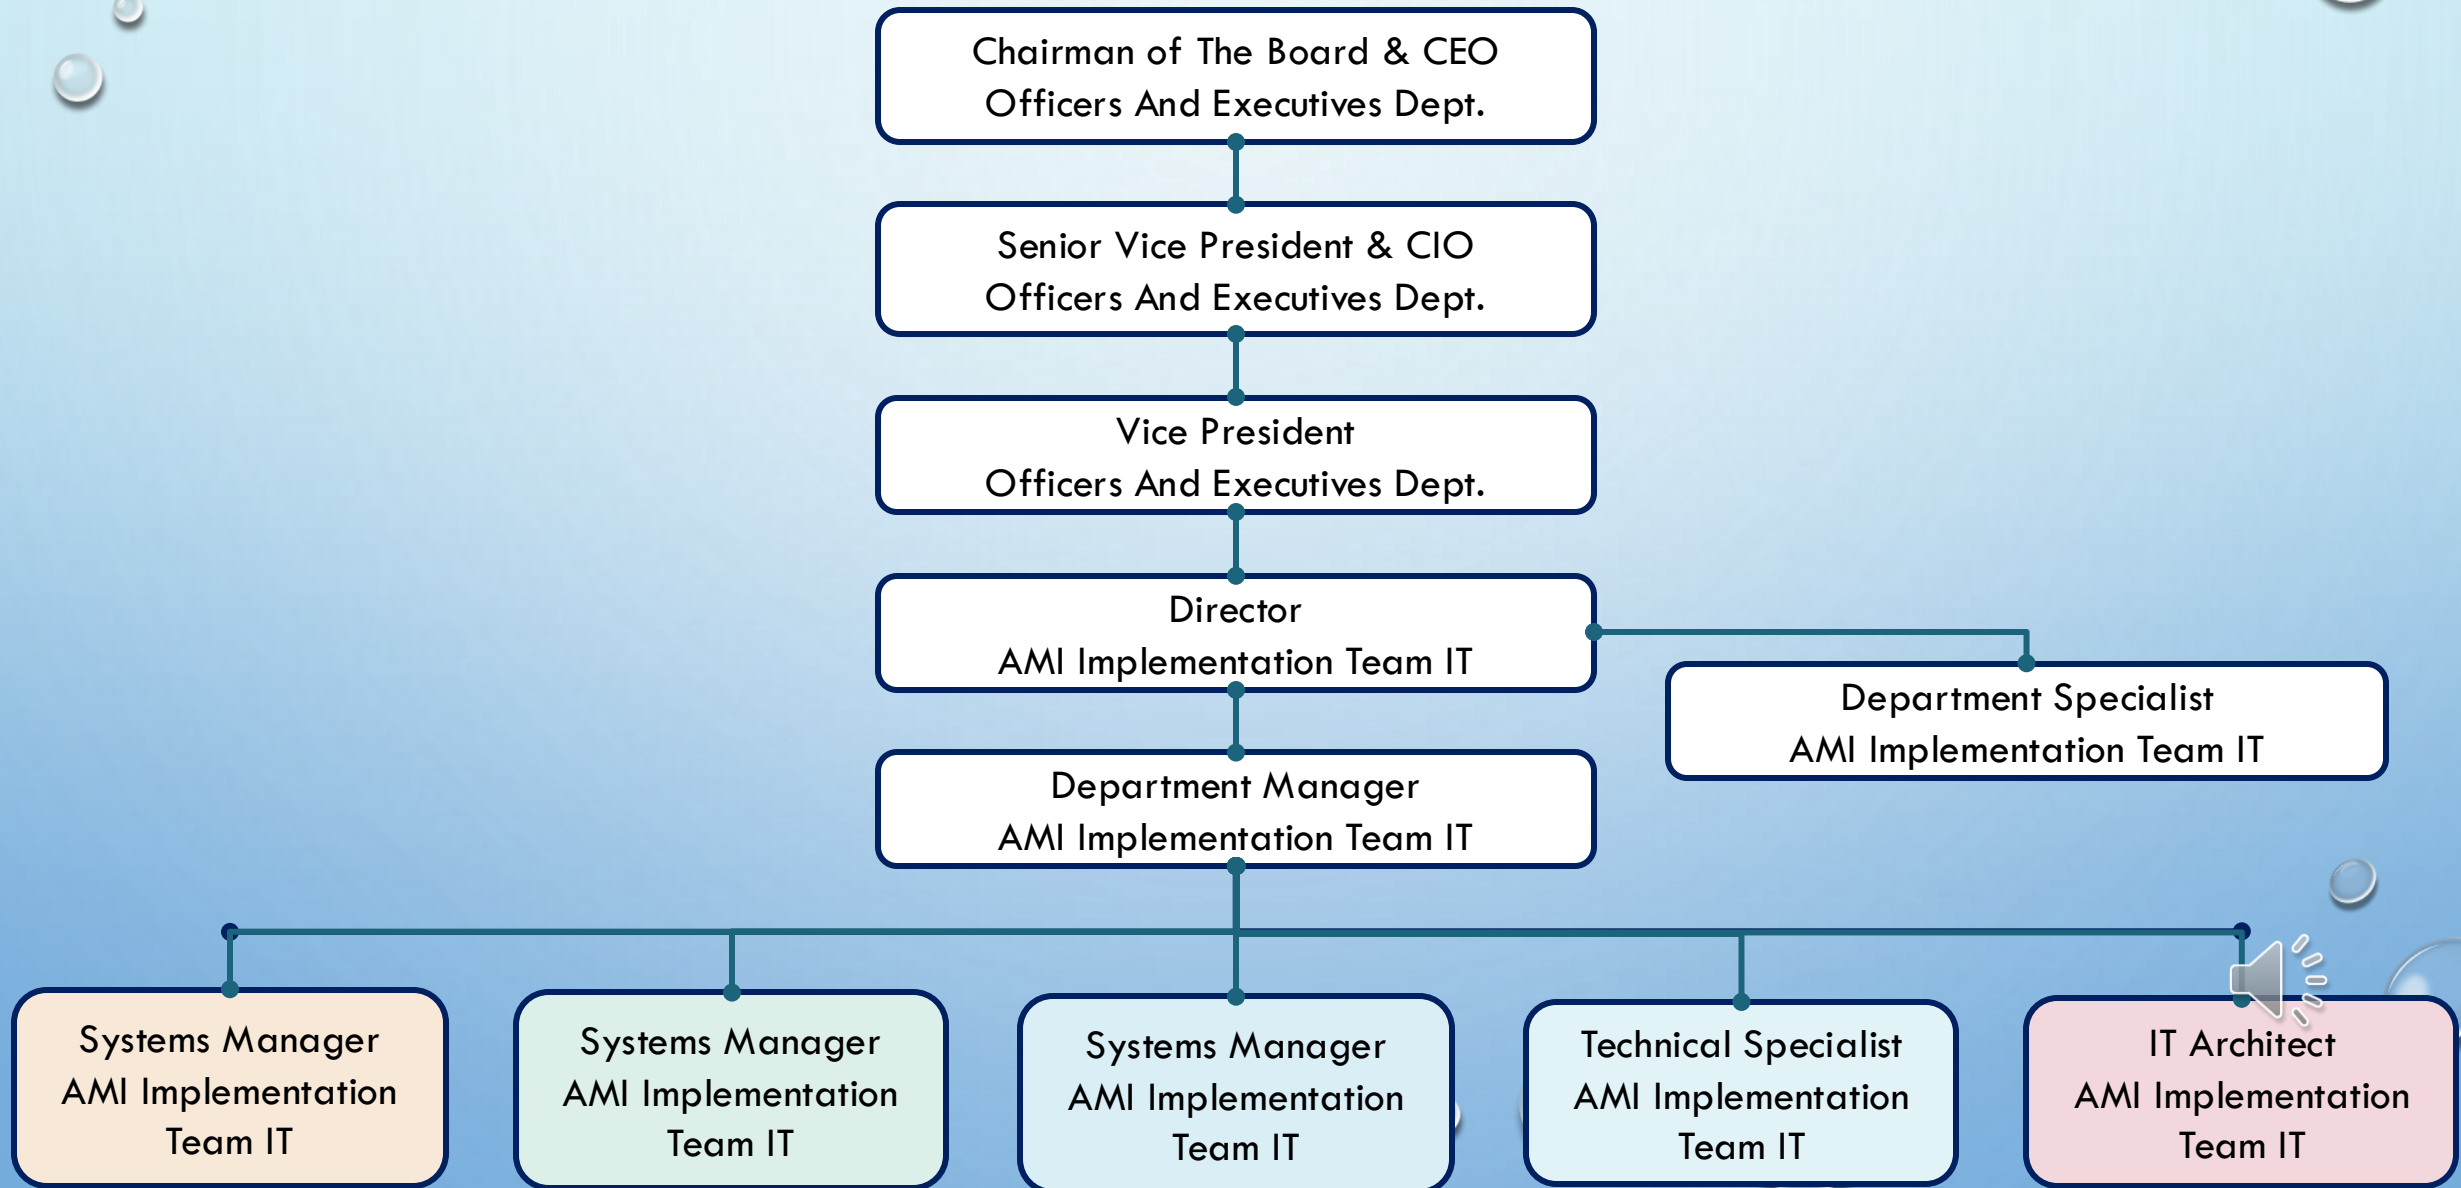 Chairman of The Board & CEO
Officers And Executives Dept.
Senior Vice President & CIO
Officers And Executives Dept.
Vice President
Officers And Executives Dept.
Director
AMI Implementation Team IT
Department Specialist
AMI Implementation Team IT
Department Manager
AMI Implementation Team IT
Systems Manager
AMI Implementation
Team IT
Systems Manager
AMI Implementation
Team IT
Systems Manager
AMI Implementation
Team IT
Technical Specialist
AMI Implementation
Team IT
IT Architect
AMI Implementation
Team IT